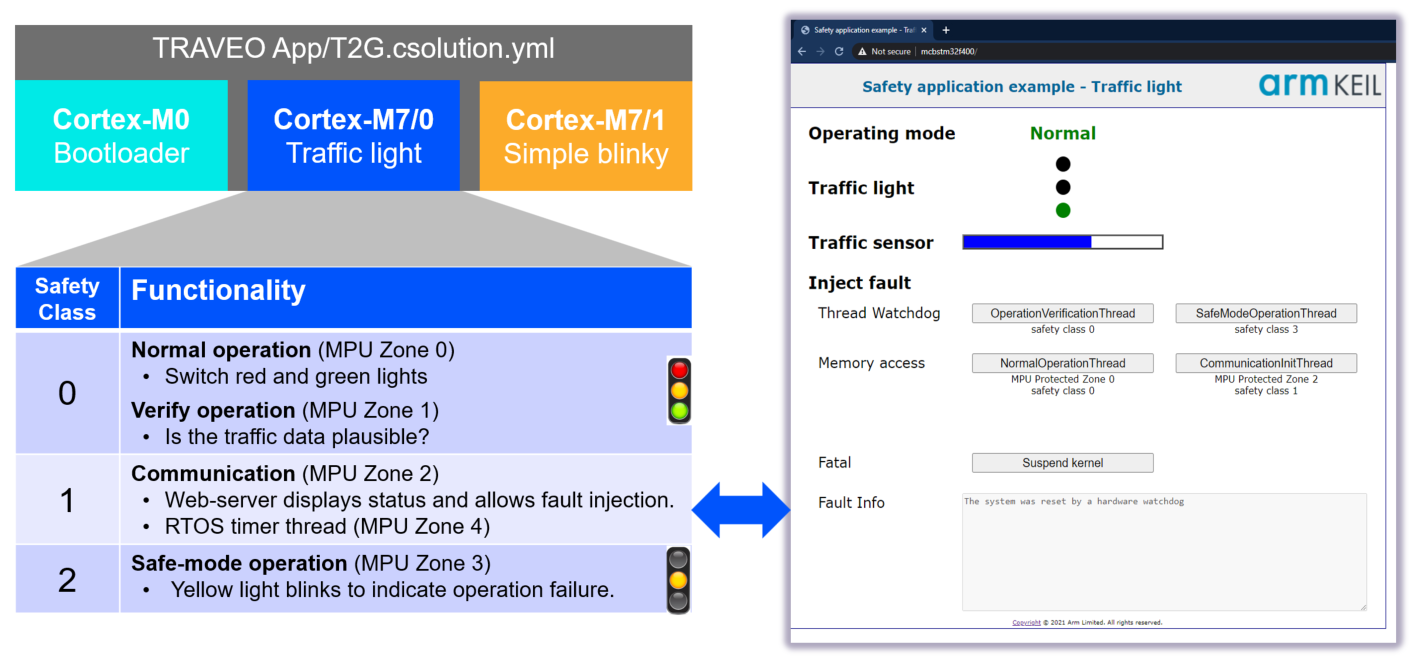 TRAVEO App/T2G.csolution.yml
Cortex-M0
Bootloader
Cortex-M7/0
Traffic light
Cortex-M7/1
Simple blinky
Safety Class
Functionality
0
Normal operation (MPU Zone 0)
• Switch red and green lights
Verify operation (MPU Zone 1)
• Is the traffic data plausible?
1
Communication (MPU Zone 2)
• Web-server displays status and allows fault injection.
• RTOS timer thread (MPU Zone 4)
2
Safe-mode operation (MPU Zone 3)
• Yellow light blinks to indicate operation failure.
Safety application example - Traf
Not secure | mcbstm32f400/
Safety application example - Traffic light
arm KEIL
Operating mode
Normal
Traffic light
Traffic sensor
Inject fault
Thread Watchdog
OperationVerificationThread
safety class 0
SafeModeOperationThread
safety class 3
Memory access
NormalOperationThread
MPU Protected Zone 0
safety class 0
CommunicationInitThread
MPU Protected Zone 2
safety class 1
Fatal
Suspend kernel
Fault Info
The system was reset by a hardware watchdog
Copyright © 2021 Arm Limited. All rights reserved.